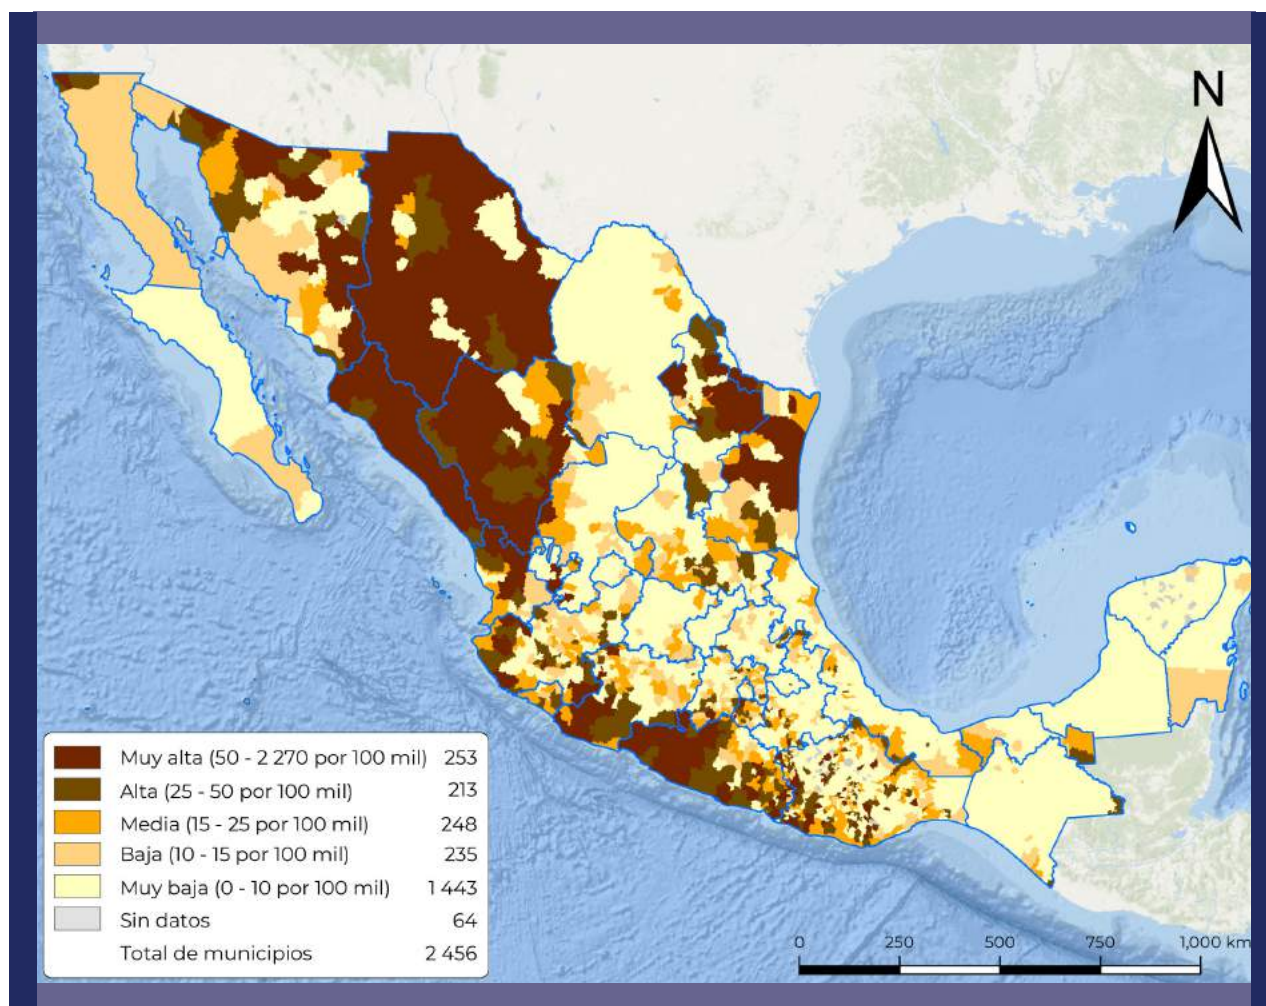 N
Muy alta (50 - 2 270 por 100 mil) 253
Alta (25 - 50 por 100 mil) 213
Media (15 - 25 por 100 mil) 248
Baja (10 - 15 por 100 mil) 235
Muy baja (0 - 10 por 100 mil) 1 443
Sin datos 64
Total de municipios 2 456
0 250 500 750 1,000 km